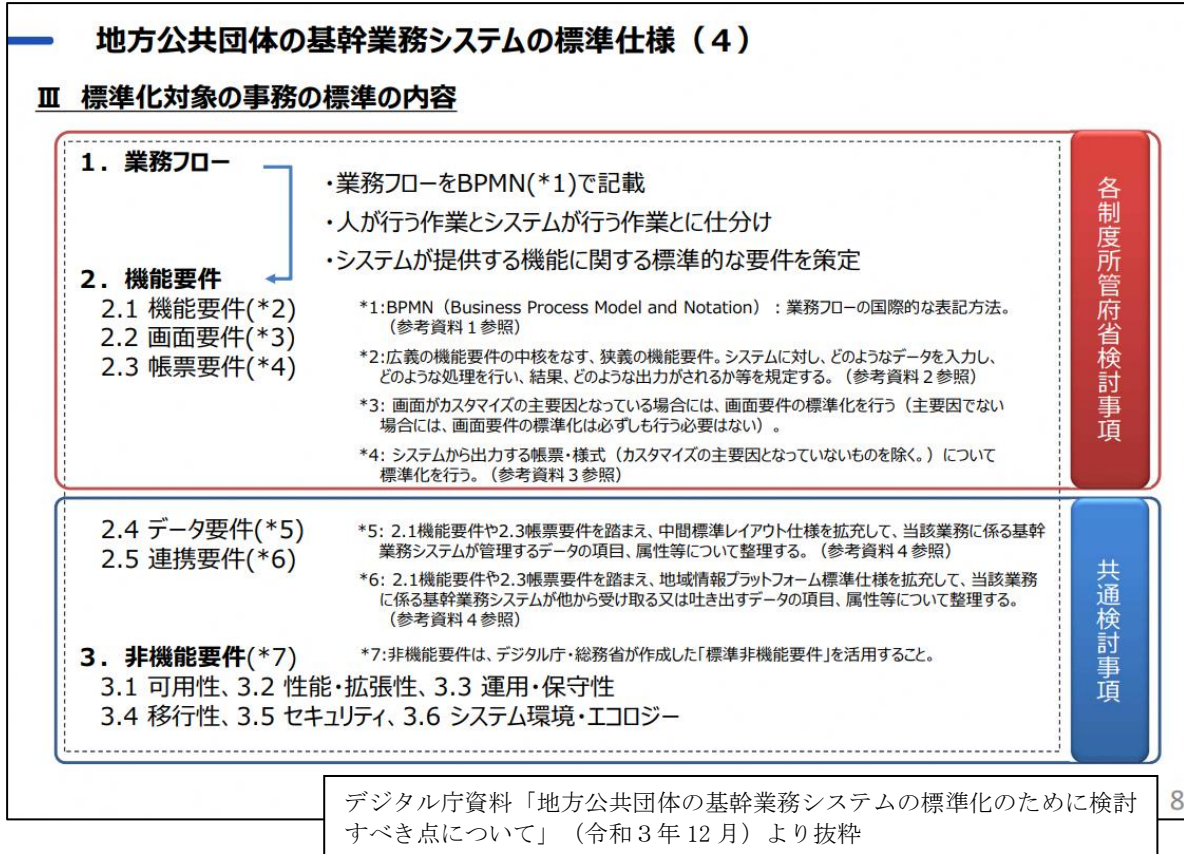 地方公共団体の基幹業務システムの標準仕様（４）
Ⅲ 標準化対象の事務の標準の内容
１．業務フロー
・業務フローをBPMN(*1)で記載
・人が行う作業とシステムが行う作業とに仕分け
・システムが提供する機能に関する標準的な要件を策定
２．機能要件
2.1 機能要件(*2)
2.2 画面要件(*3)
2.3 帳票要件(*4)
*1:BPMN（Business Process Model and Notation）：業務フローの国際的な表記方法。
（参考資料１参照）
*2:広義の機能要件の中核をなす、狭義の機能要件。システムに対し、どのようなデータを入力し、
どのような処理を行い、結果、どのような出力がされるか等を規定する。（参考資料２参照）
*3: 画面がカスタマイズの主要因となっている場合には、画面要件の標準化を行う（主要因でない
場合には、画面要件の標準化は必ずしも行う必要はない）。
*4: システムから出力する帳票・様式（カスタマイズの主要因となっていないものを除く。）について
標準化を行う。（参考資料３参照）
各制度所管府省検討事項
2.4 データ要件(*5)
2.5 連携要件(*6)
*5: 2.1機能要件や2.3帳票要件を踏まえ、中間標準レイアウト仕様を拡充して、当該業務に係る基幹
業務システムが管理するデータの項目、属性等について整理する。（参考資料４参照）
*6: 2.1機能要件や2.3帳票要件を踏まえ、地域情報プラットフォーム標準仕様を拡充して、当該業務
に係る基幹業務システムが他から受け取る又は吐き出すデータの項目、属性等について整理する。
（参考資料４参照）
３．非機能要件(*7)
*7:非機能要件は、デジタル庁・総務省が作成した「標準非機能要件」を活用すること。
3.1 可用性、3.2 性能・拡張性、3.3 運用・保守性
3.4 移行性、3.5 セキュリティ、3.6 システム環境・エコロジー
共通検討事項
デジタル庁資料「地方公共団体の基幹業務システムの標準化のために検討
すべき点について」（令和３年 12 月）より抜粋
8